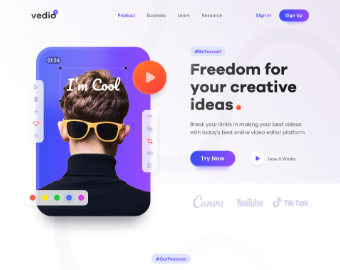 vedio
Product
Business
Learn
Resource
Sign In
Sign Up
01:24
I'm Cool
#BeYourself
Freedom for
your creative
ideas.
Break your limits in making your best videos
with today's best online video editor platform
Try Now
How It Works
Canva
YouTube
TikTok
#OurFeatures